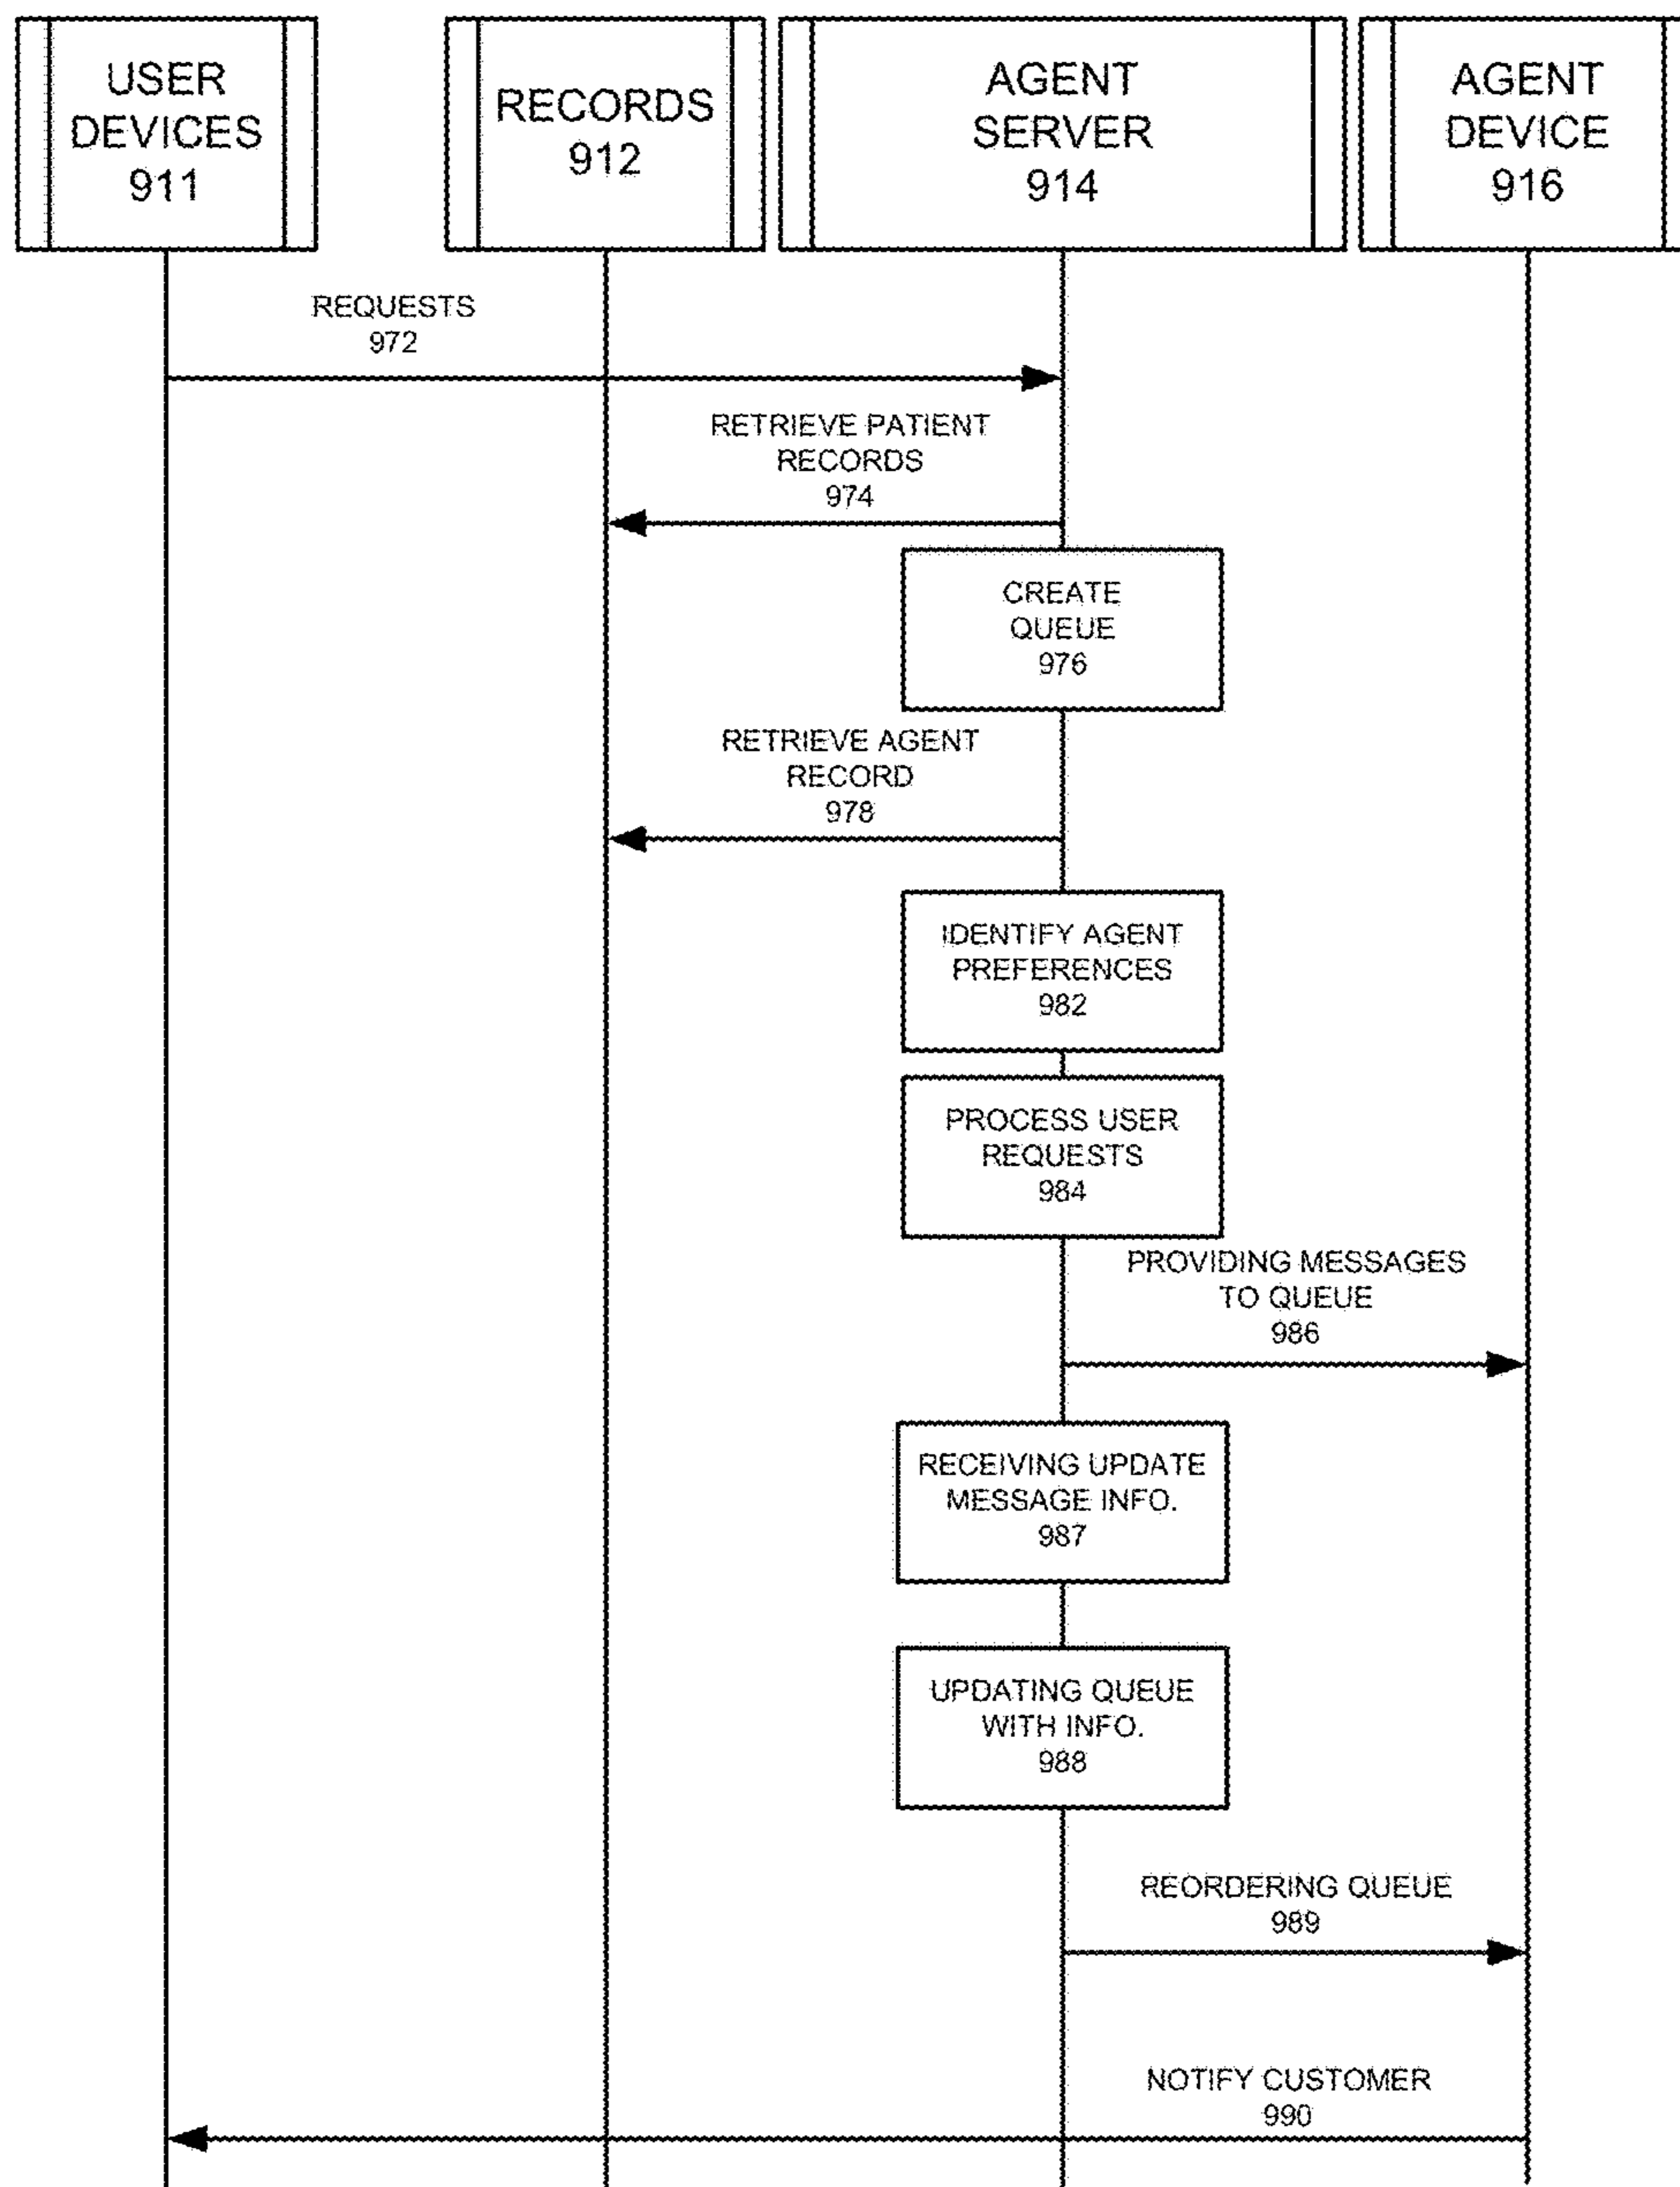 USER
DEVICES
911
RECORDS
912
AGENT
SERVER
914
AGENT
DEVICE
916
REQUESTS
972
RETRIEVE PATIENT
RECORDS
974
CREATE
QUEUE
976
RETRIEVE AGENT
RECORD
978
IDENTIFY AGENT
PREFERENCES
982
PROCESS USER
REQUESTS
984
PROVIDING MESSAGES
TO QUEUE
986
RECEIVING UPDATE
MESSAGE INFO.
987
UPDATING QUEUE
WITH INFO.
988
REORDERING QUEUE
989
NOTIFY CUSTOMER
990